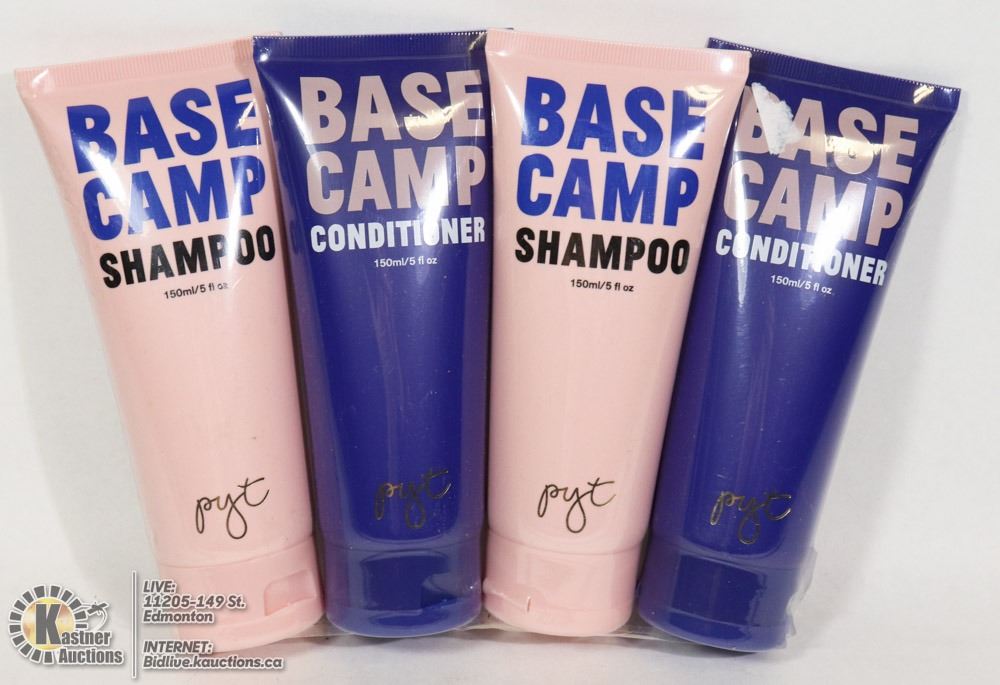 BASE
CAMP
SHAMPOO
150ml/5 fl oz
pyt
BASE
CAMP
CONDITIONER
150ml/5 fl oz
pyt
BASE
CAMP
SHAMPOO
150ml/5 fl oz
pyt
BASE
CAMP
CONDITIONER
150ml/5 fl oz
pyt
Kastner
Auctions
LIVE:
11205-149 St.
Edmonton
INTERNET:
Bidlive.kauctions.ca